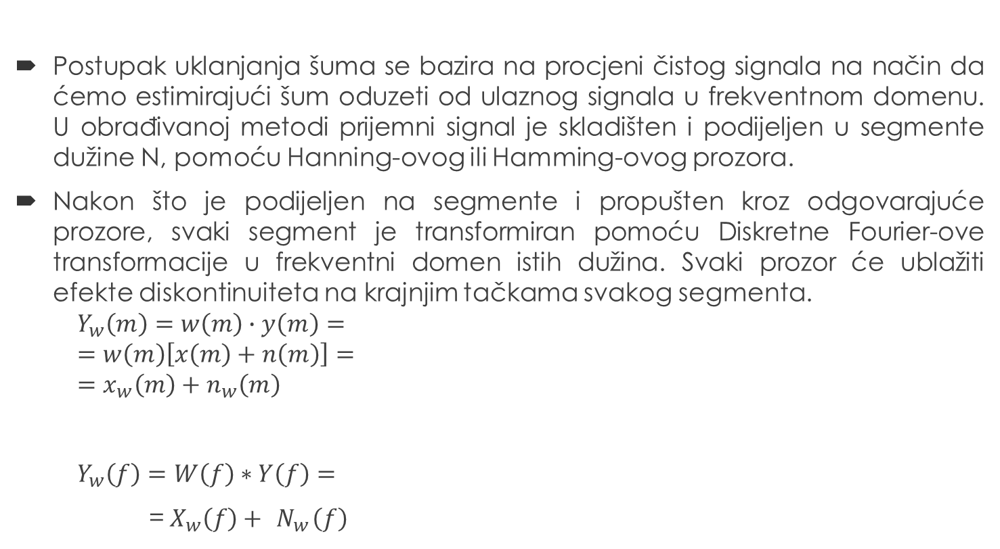 Postupak uklanjanja šuma se bazira na procjeni čistog signala na način da
ćemo estimirajući šum oduzeti od ulaznog signala u frekventnom domenu.
U obrađivanoj metodi prijemni signal je skladišten i podijeljen u segmente
dužine N, pomoću Hanning-ovog ili Hamming-ovog prozora.
Nakon što je podijeljen na segmente i propušten kroz odgovarajuće
prozore, svaki segment je transformiran pomoću Diskretne Fourier-ove
transformacije u frekventni domen istih dužina. Svaki prozor će ublažiti
efekte diskontinuiteta na krajnjim tačkama svakog segmenta.
Y_w(m) = w(m) · y(m) =
= w(m)[x(m) + n(m)] =
= x_w(m) + n_w(m)
Y_w(f) = W(f) * Y(f) =
= X_w(f) + N_w(f)